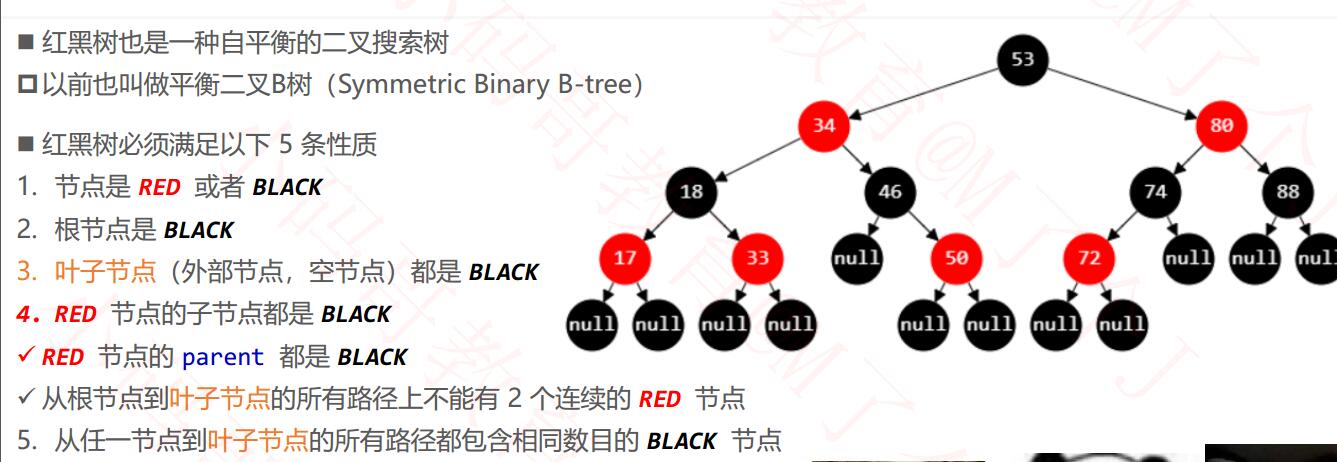 ■ 红黑树也是一种自平衡的二叉搜索树
以前也叫做平衡二叉B树（Symmetric Binary B-tree）
■ 红黑树必须满足以下 5 条性质
1. 节点是 RED 或者 BLACK
2. 根节点是 BLACK
3. 叶子节点（外部节点，空节点）都是 BLACK
4. RED 节点的子节点都是 BLACK
✓ RED 节点的 parent 都是 BLACK
✓ 从根节点到叶子节点的所有路径上不能有 2 个连续的 RED 节点
5. 从任一节点到叶子节点的所有路径都包含相同数目的 BLACK 节点
53
34 80
18 46 74 88
17 33 null 50 72 null null null
null null null null null null null null